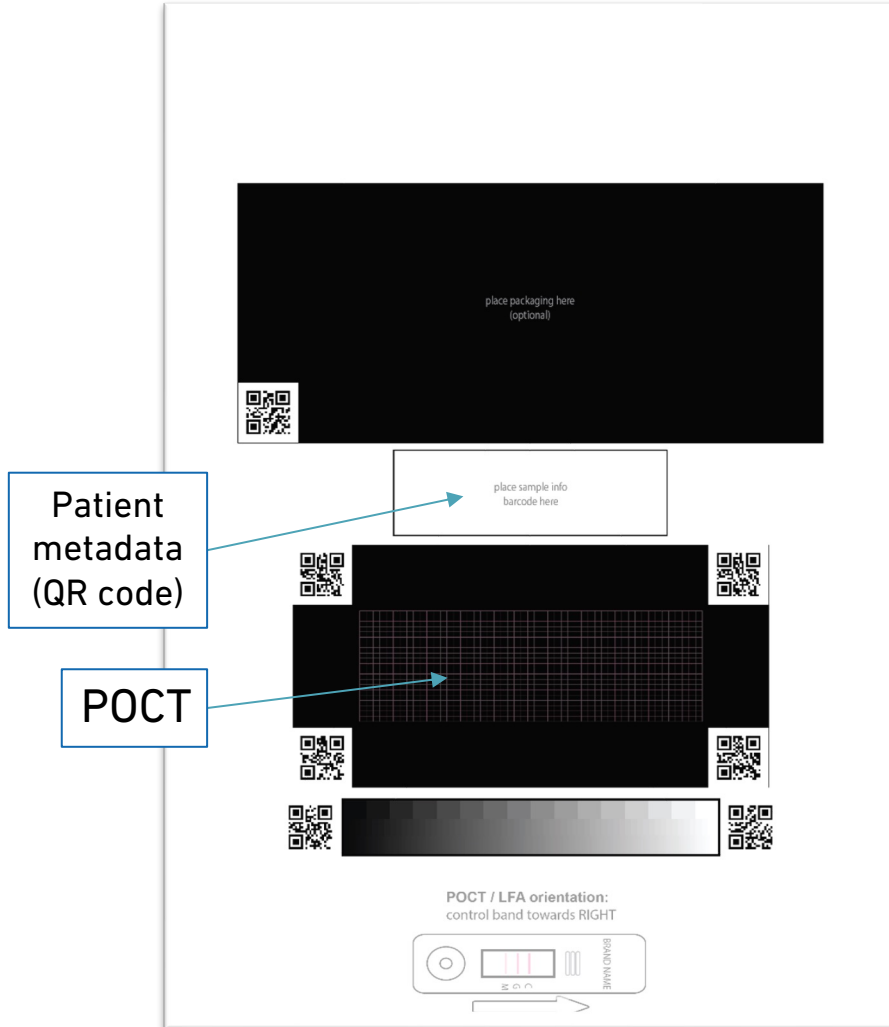 place packaging here
(optional)
place sample info
barcode here
Patient
metadata
(QR code)
POCT
POCT / LFA orientation:
control band towards RIGHT
BRAND NAME
C
G
M